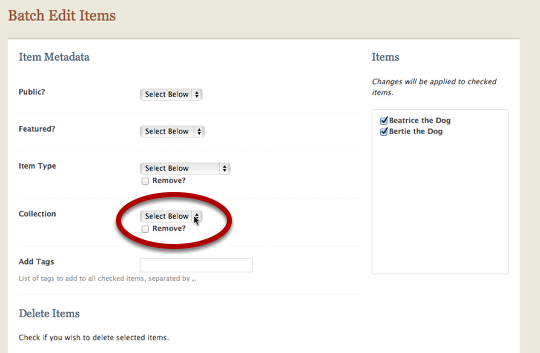 Batch Edit Items
Item Metadata
Public?
Select Below
Featured?
Select Below
Item Type
Select Below
Remove?
Collection
Select Below
Remove?
Add Tags
List of tags to add to all checked items, separated by ,.
Delete Items
Check if you wish to delete selected items.
Items
Changes will be applied to checked
items.
Beatrice the Dog
Bertie the Dog